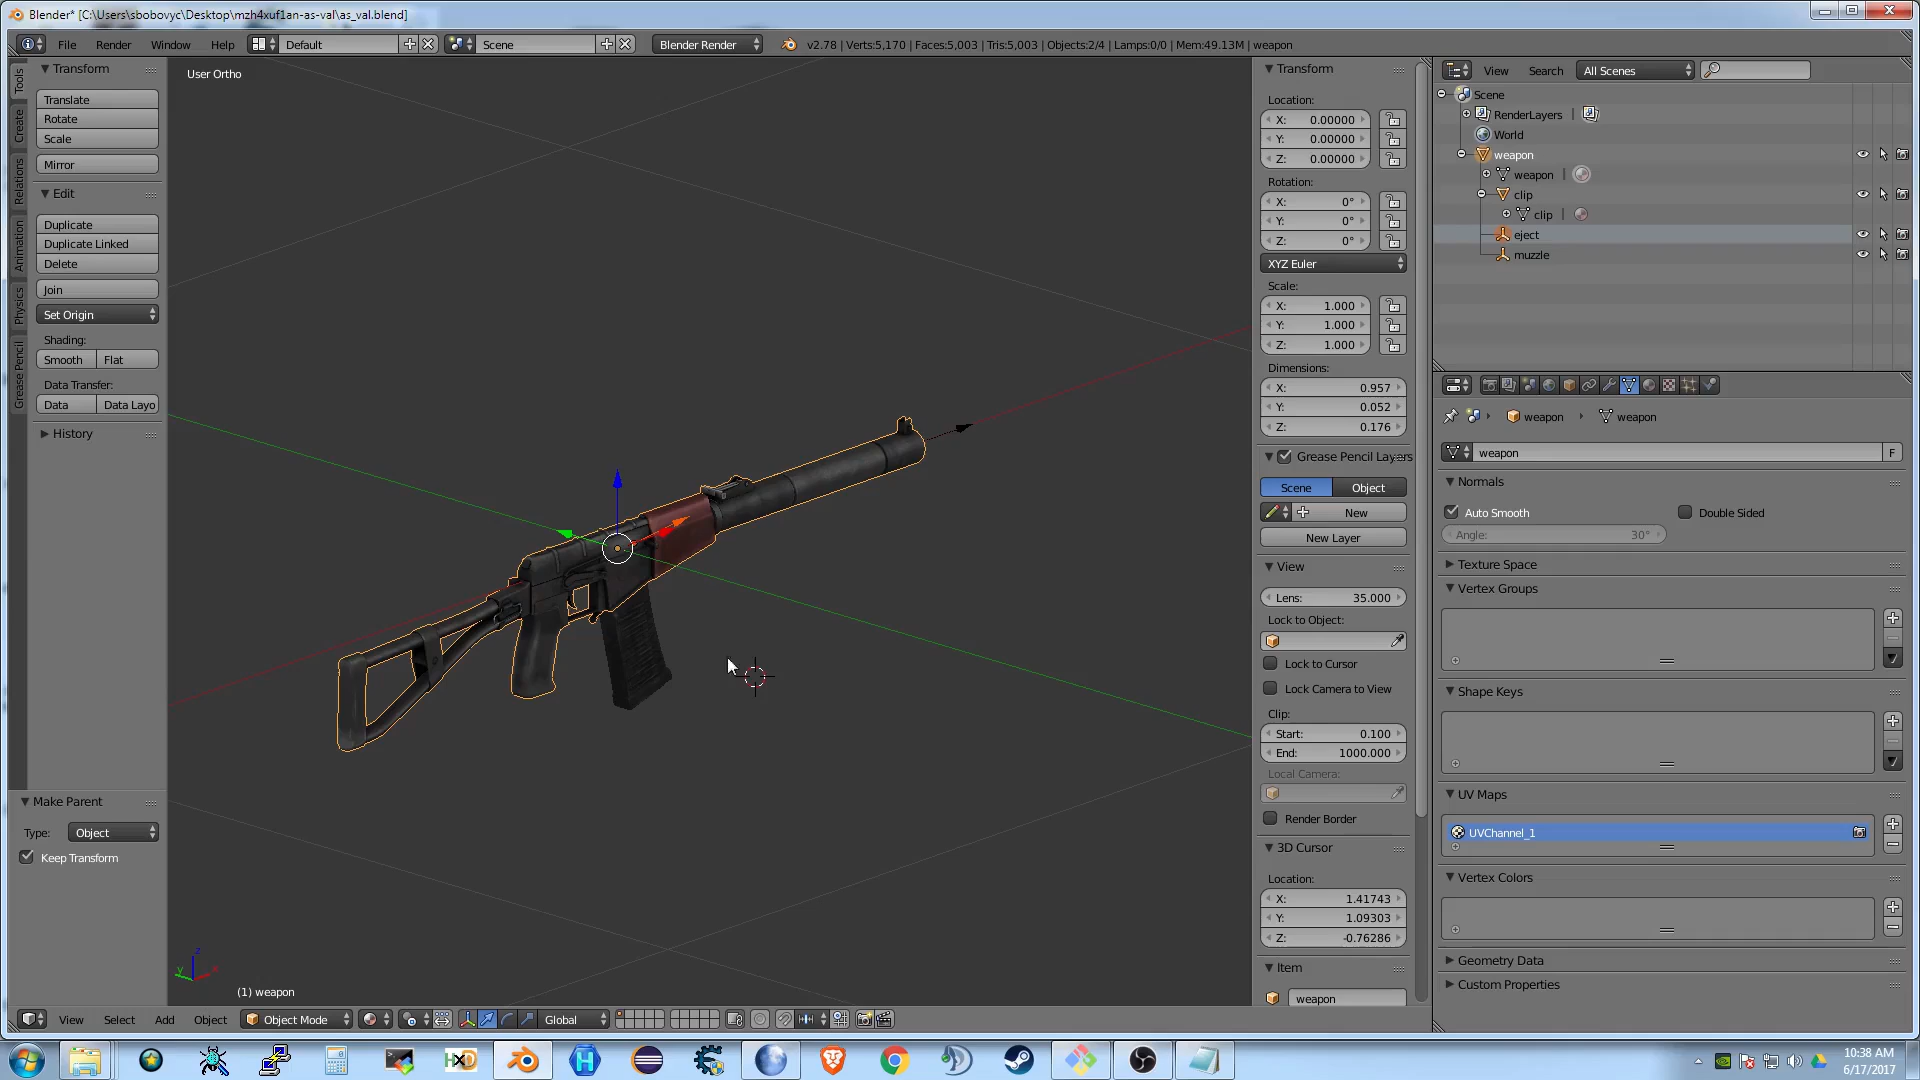 Blender* [C:\Users\sbobovyc\Desktop\mzh4xuf1an-as-val\as_val.blend]
File Render Window Help Default Scene Blender Render v2.78 | Verts:5,170 | Faces:5,003 | Tris:5,003 | Objects:2/4 | Lamps:0/0 | Mem:49.13M | weapon
Tools
Create
Relations
Animation
Physics
Grease Pencil
Transform
Translate
Rotate
Scale
Mirror
Edit
Duplicate
Duplicate Linked
Delete
Join
Set Origin
Shading:
Smooth Flat
Data Transfer:
Data Data Layo
History
Make Parent
Type: Object
Keep Transform
User Ortho
(1) weapon
z
y x
View Select Add Object Object Mode Global
Transform
Location:
X: 0.00000
Y: 0.00000
Z: 0.00000
Rotation:
X: 0°
Y: 0°
Z: 0°
XYZ Euler
Scale:
X: 1.000
Y: 1.000
Z: 1.000
Dimensions:
X: 0.957
Y: 0.052
Z: 0.176
Grease Pencil Layers
Scene Object
New
New Layer
View
Lens: 35.000
Lock to Object:
Lock to Cursor
Lock Camera to View
Clip:
Start: 0.100
End: 1000.000
Local Camera:
Render Border
3D Cursor
Location:
X: 1.41743
Y: 1.09303
Z: -0.76286
Item
weapon
View Search All Scenes
Scene
RenderLayers |
World
weapon
weapon |
clip
clip |
eject
muzzle
weapon weapon
weapon F
Normals
Auto Smooth Double Sided
Angle: 30°
Texture Space
Vertex Groups
Shape Keys
UV Maps
UVChannel_1
Vertex Colors
Geometry Data
Custom Properties
HXD
H
10:38 AM
6/17/2017